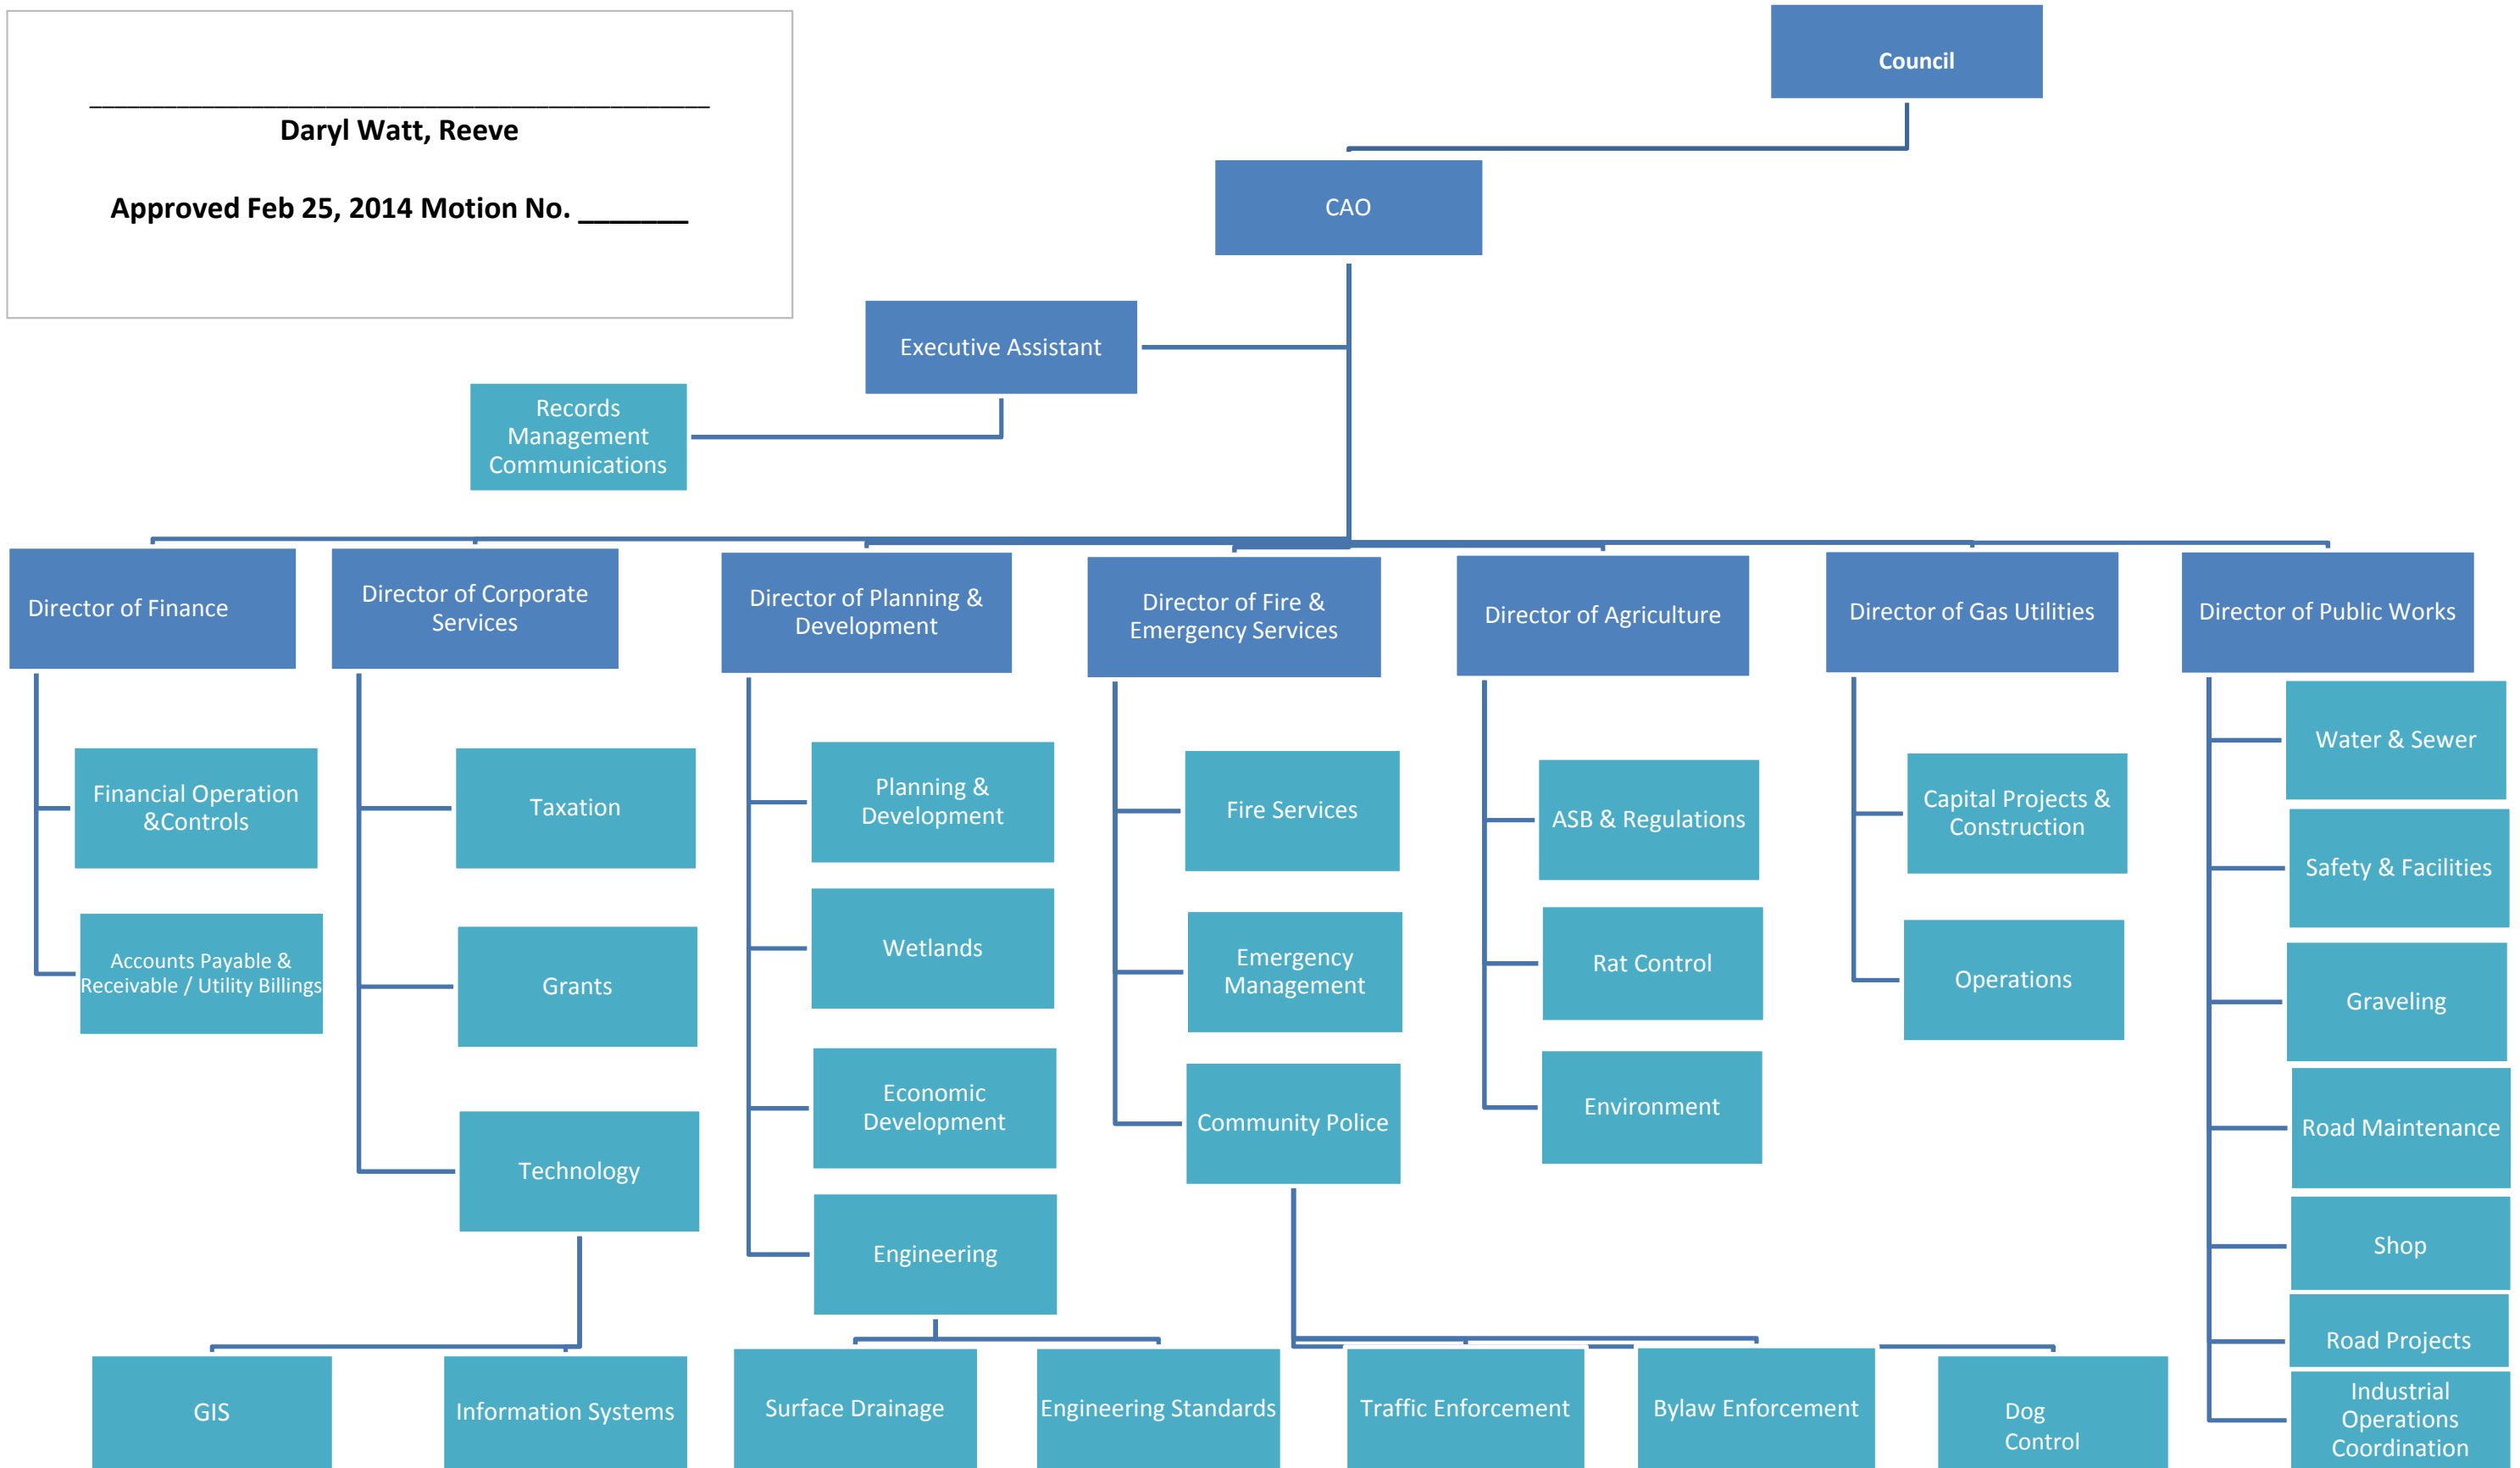 Council
__________________________________________________
Daryl Watt, Reeve
Approved Feb 25, 2014 Motion No. _______
CAO
Executive Assistant
Records
Management
Communications
Director of Finance
Director of Corporate
Services
Director of Planning &
Development
Director of Fire &
Emergency Services
Director of Agriculture
Director of Gas Utilities
Director of Public Works
Financial Operation
&Controls
Accounts Payable &
Receivable / Utility Billings
Taxation
Grants
Technology
GIS
Information Systems
Planning &
Development
Wetlands
Economic
Development
Engineering
Surface Drainage
Engineering Standards
Fire Services
Emergency
Management
Community Police
Traffic Enforcement
Bylaw Enforcement
Dog
Control
ASB & Regulations
Rat Control
Environment
Capital Projects &
Construction
Operations
Water & Sewer
Safety & Facilities
Graveling
Road Maintenance
Shop
Road Projects
Industrial
Operations
Coordination